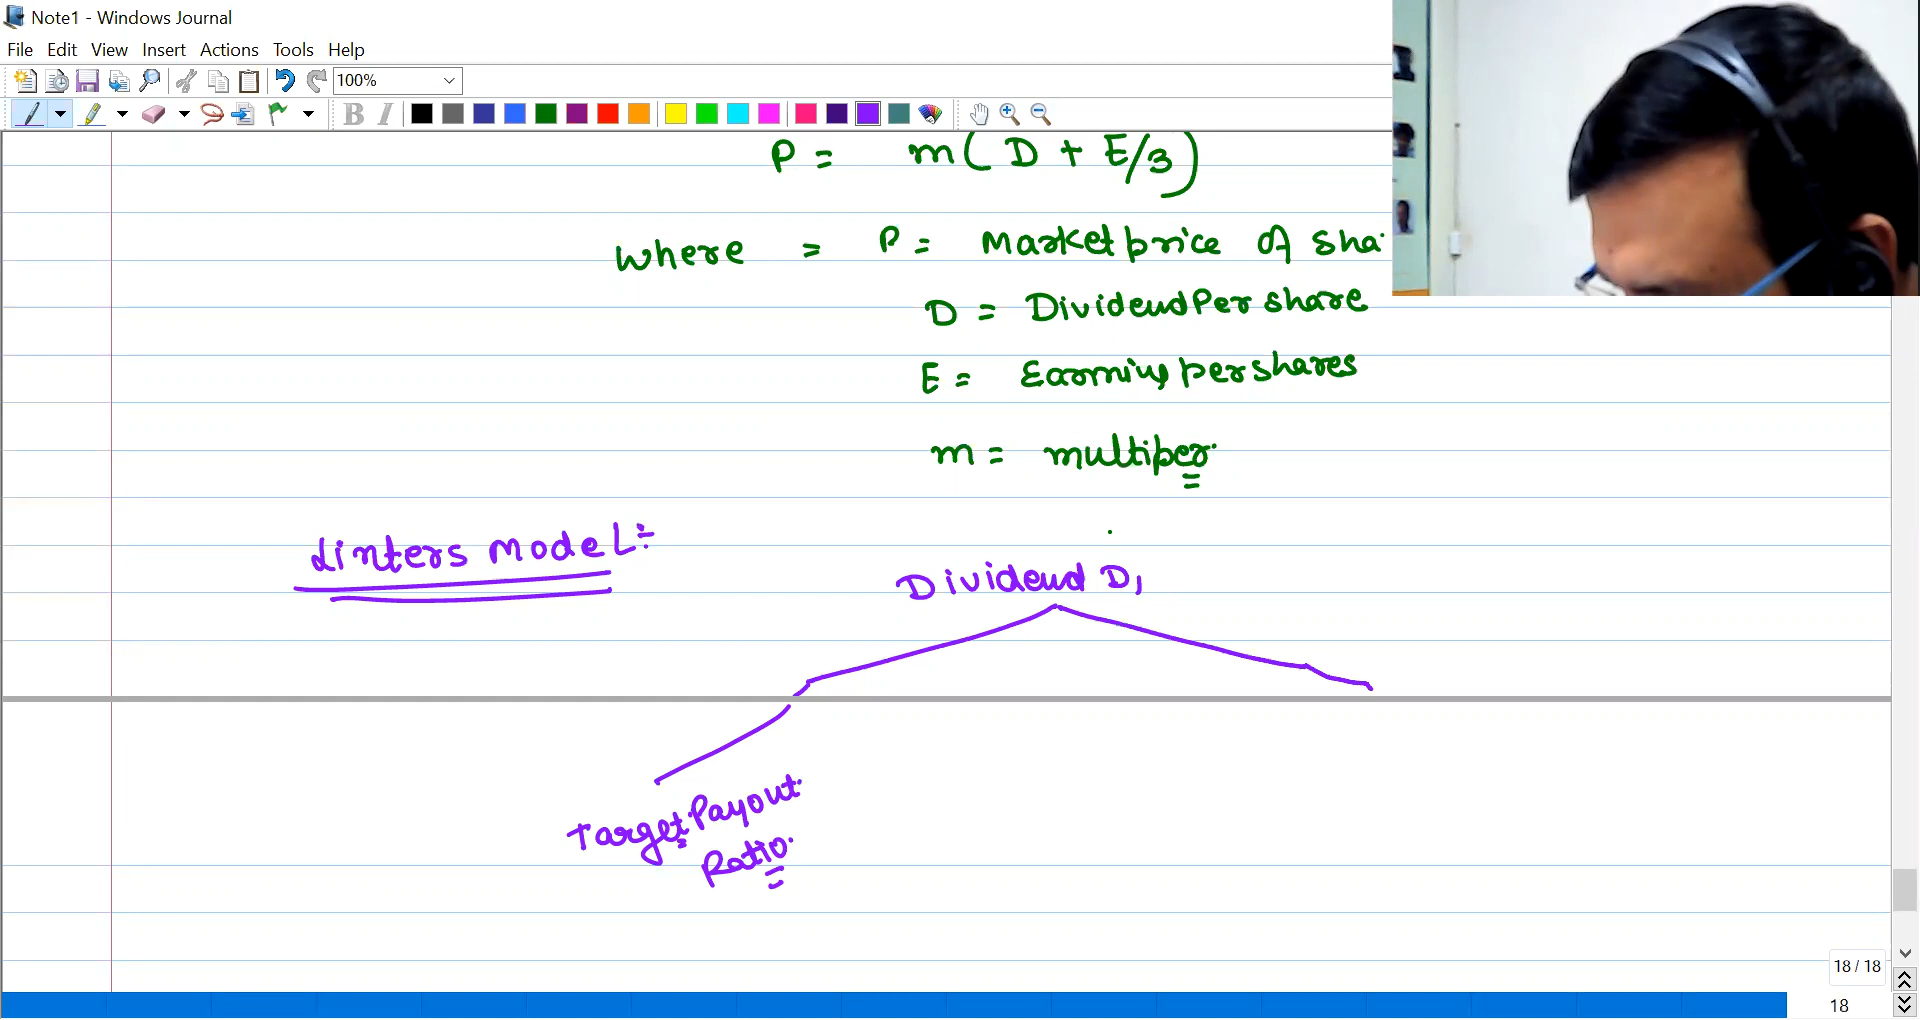 Note1 - Windows Journal
File Edit View Insert Actions Tools Help
100%
B I
P = m( D + E/3 )
where = P = Market price of sha
D = Dividend Per share
E = Earning per shares
m = multiper
Linters model:-
Dividend D1
Target Payout
Ratio
18 / 18
18